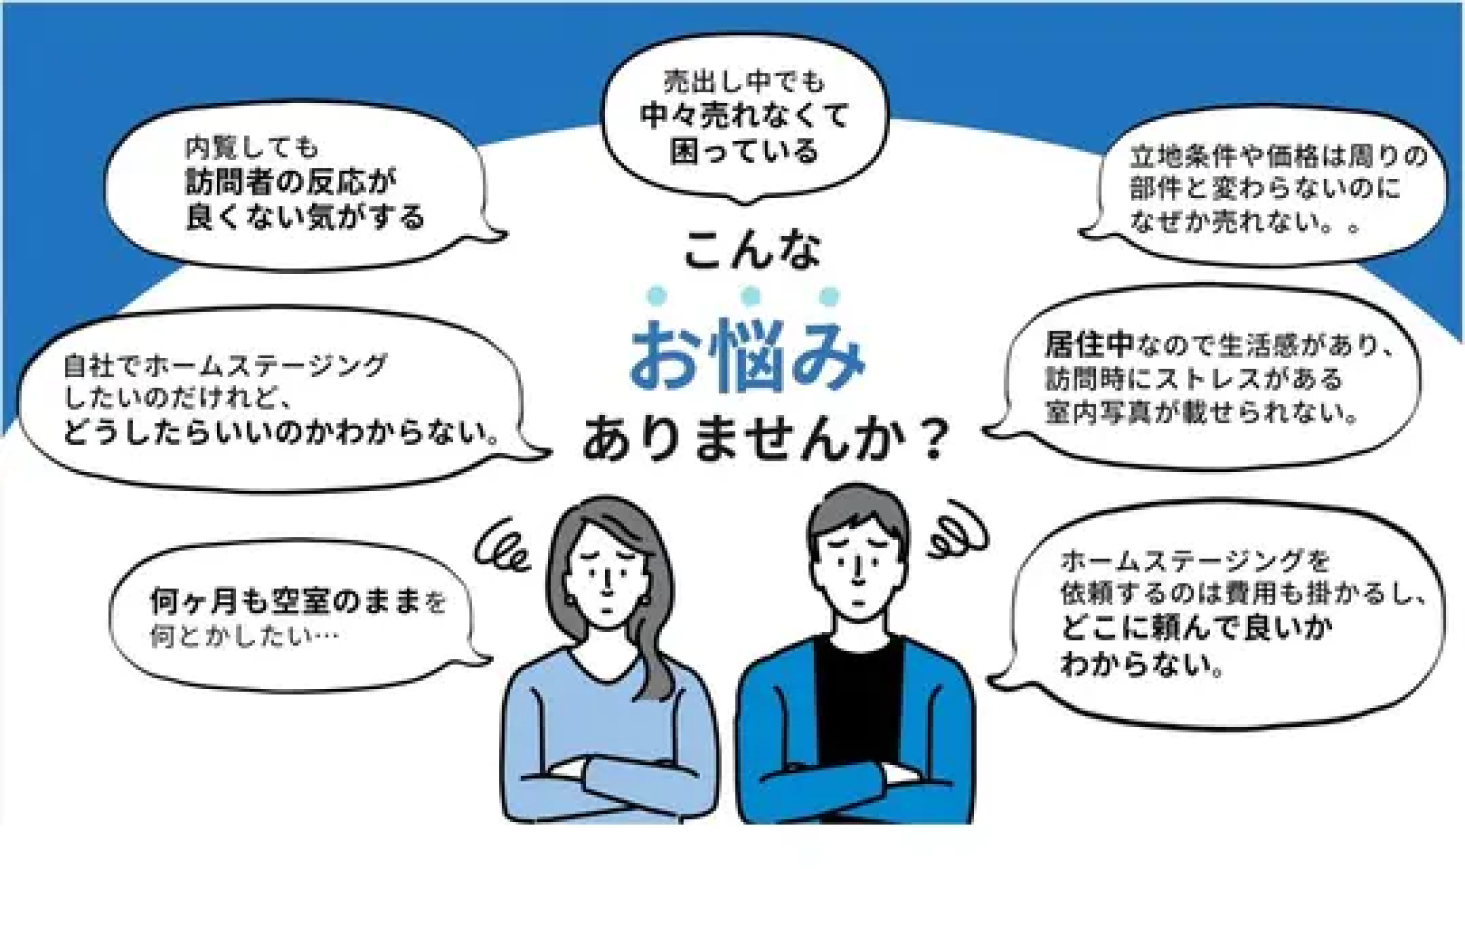 売出し中でも
中々売れなくて
困っている
内覧しても
訪問者の反応が
良くない気がする
立地条件や価格は周りの
部件と変わらないのに
なぜか売れない。。
こんな
お悩み
ありませんか？
自社でホームステージング
したいのだけれど、
どうしたらいいのかわからない。
居住中なので生活感があり、
訪問時にストレスがある
室内写真が載せられない。
何ヶ月も空室のままを
何とかしたい…
ホームステージングを
依頼するのは費用も掛かるし、
どこに頼んで良いか
わからない。